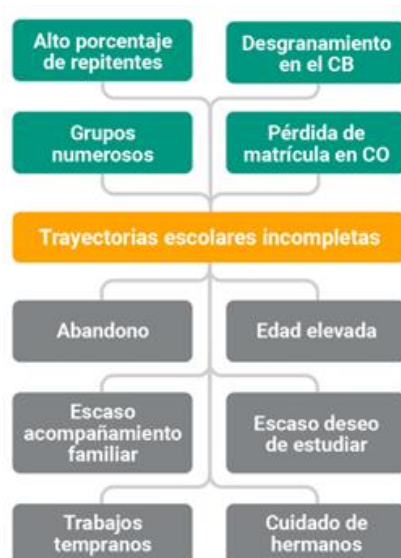 Alto porcentaje
de repitentes
Desgranamiento
en el CB
Grupos
numerosos
Pérdida de
matrícula en CO
Trayectorias escolares incompletas
Abandono
Edad elevada
Escaso
acompañamiento
familiar
Escaso deseo
de estudiar
Trabajos
tempranos
Cuidado de
hermanos